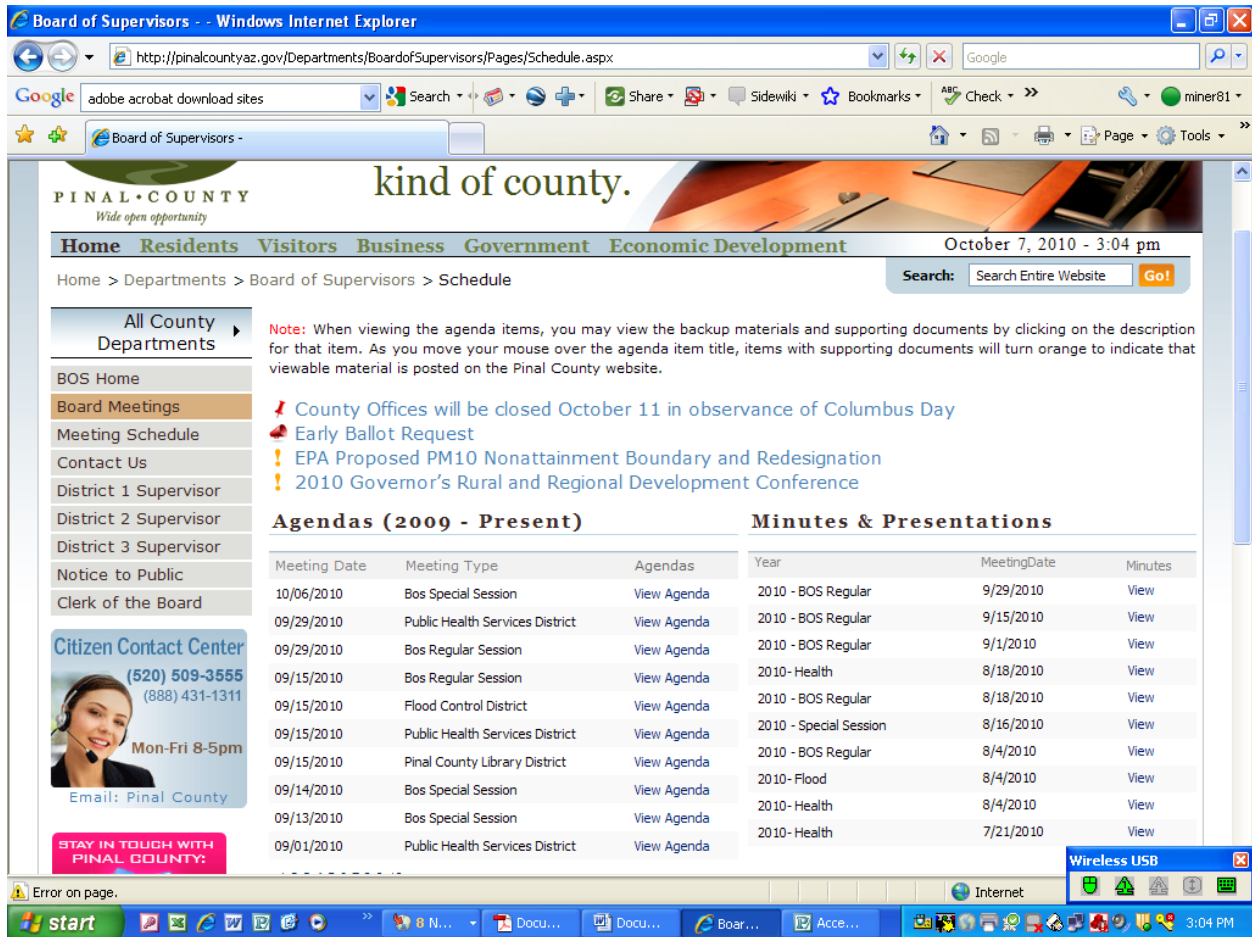 Board of Supervisors - - Windows Internet Explorer
http://pinalcountyaz.gov/Departments/BoardofSupervisors/Pages/Schedule.aspx
Google
Google adobe acrobat download sites Search Share Sidewiki Bookmarks Check miner81
Board of Supervisors -
Page Tools
PINAL • COUNTY
Wide open opportunity
kind of county.
Home Residents Visitors Business Government Economic Development
October 7, 2010 - 3:04 pm
Home > Departments > Board of Supervisors > Schedule
Search: Search Entire Website Go!
All County
Departments
BOS Home
Board Meetings
Meeting Schedule
Contact Us
District 1 Supervisor
District 2 Supervisor
District 3 Supervisor
Notice to Public
Clerk of the Board
Citizen Contact Center
(520) 509-3555
(888) 431-1311
Mon-Fri 8-5pm
Email: Pinal County
STAY IN TOUCH WITH
PINAL COUNTY:
Note: When viewing the agenda items, you may view the backup materials and supporting documents by clicking on the description
for that item. As you move your mouse over the agenda item title, items with supporting documents will turn orange to indicate that
viewable material is posted on the Pinal County website.
County Offices will be closed October 11 in observance of Columbus Day
Early Ballot Request
EPA Proposed PM10 Nonattainment Boundary and Redesignation
2010 Governor's Rural and Regional Development Conference
Agendas (2009 - Present)
Meeting Date Meeting Type Agendas
10/06/2010 Bos Special Session View Agenda
09/29/2010 Public Health Services District View Agenda
09/29/2010 Bos Regular Session View Agenda
09/15/2010 Bos Regular Session View Agenda
09/15/2010 Flood Control District View Agenda
09/15/2010 Public Health Services District View Agenda
09/15/2010 Pinal County Library District View Agenda
09/14/2010 Bos Special Session View Agenda
09/13/2010 Bos Special Session View Agenda
09/01/2010 Public Health Services District View Agenda
Minutes & Presentations
Year MeetingDate Minutes
2010 - BOS Regular 9/29/2010 View
2010 - BOS Regular 9/15/2010 View
2010 - BOS Regular 9/1/2010 View
2010- Health 8/18/2010 View
2010 - BOS Regular 8/18/2010 View
2010 - Special Session 8/16/2010 View
2010 - BOS Regular 8/4/2010 View
2010- Flood 8/4/2010 View
2010- Health 8/4/2010 View
2010- Health 7/21/2010 View
Wireless USB
Error on page.
Internet
start 8 N... Docu... Docu... Boar... Acce... 3:04 PM